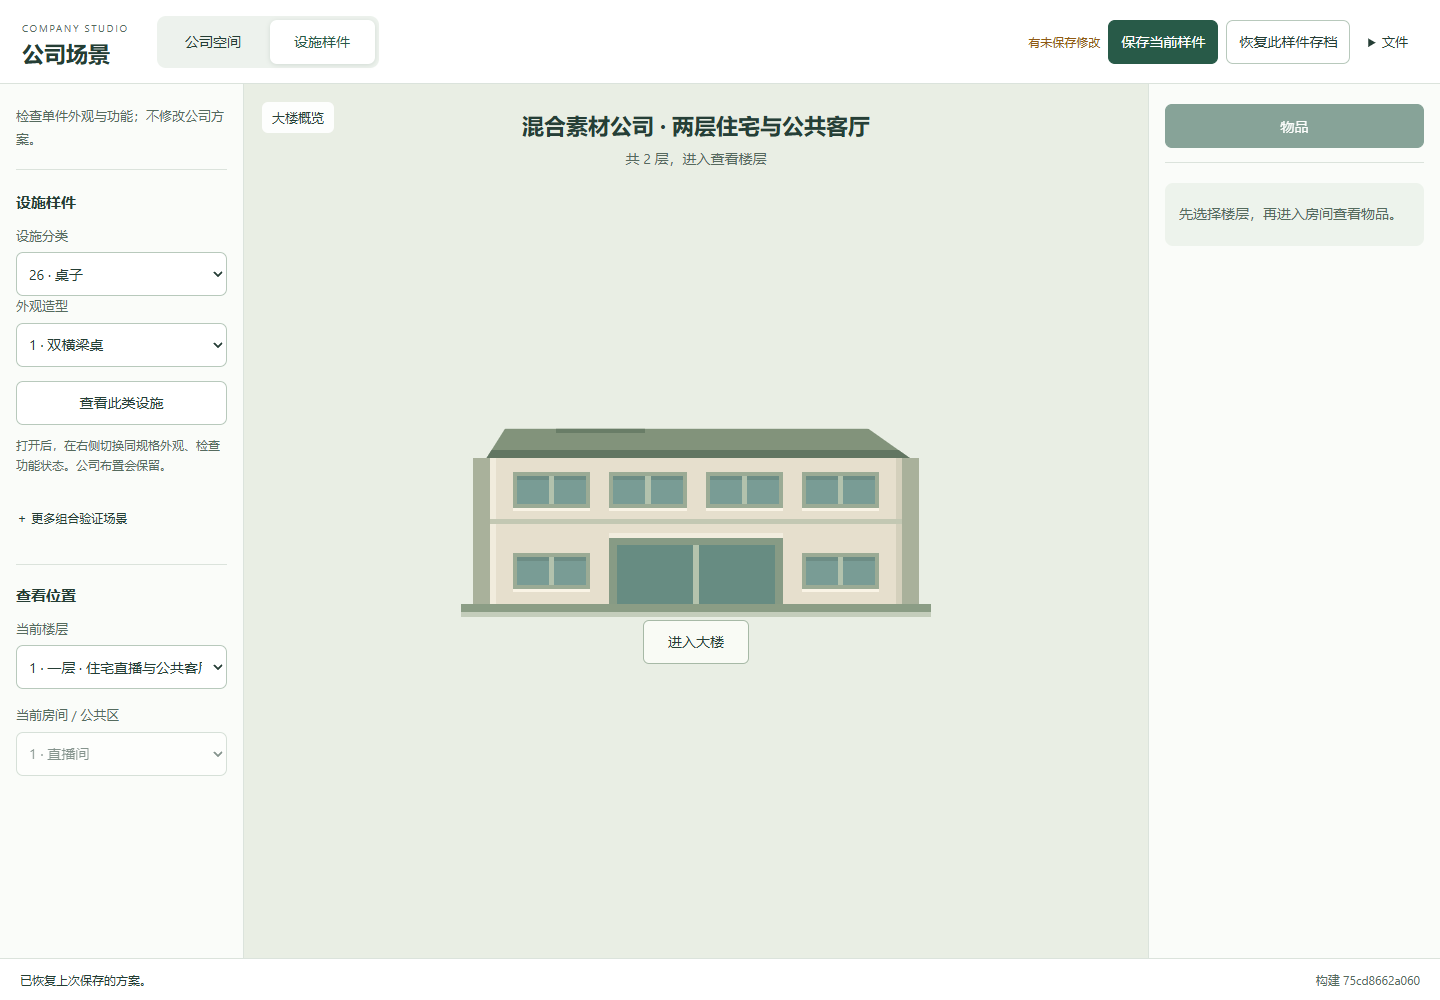 COMPANY STUDIO
公司场景
公司空间
设施样件
有未保存修改
保存当前样件
恢复此样件存档
▶ 文件
检查单件外观与功能；不修改公司方案。
设施样件
设施分类
26 · 桌子
外观造型
1 · 双横梁桌
查看此类设施
打开后，在右侧切换同规格外观、检查
功能状态。公司布置会保留。
+ 更多组合验证场景
查看位置
当前楼层
1 · 一层 · 住宅直播与公共客
当前房间 / 公共区
1 · 直播间
大楼概览
混合素材公司 · 两层住宅与公共客厅
共 2 层，进入查看楼层
进入大楼
物品
先选择楼层，再进入房间查看物品。
已恢复上次保存的方案。
构建 75cd8662a060